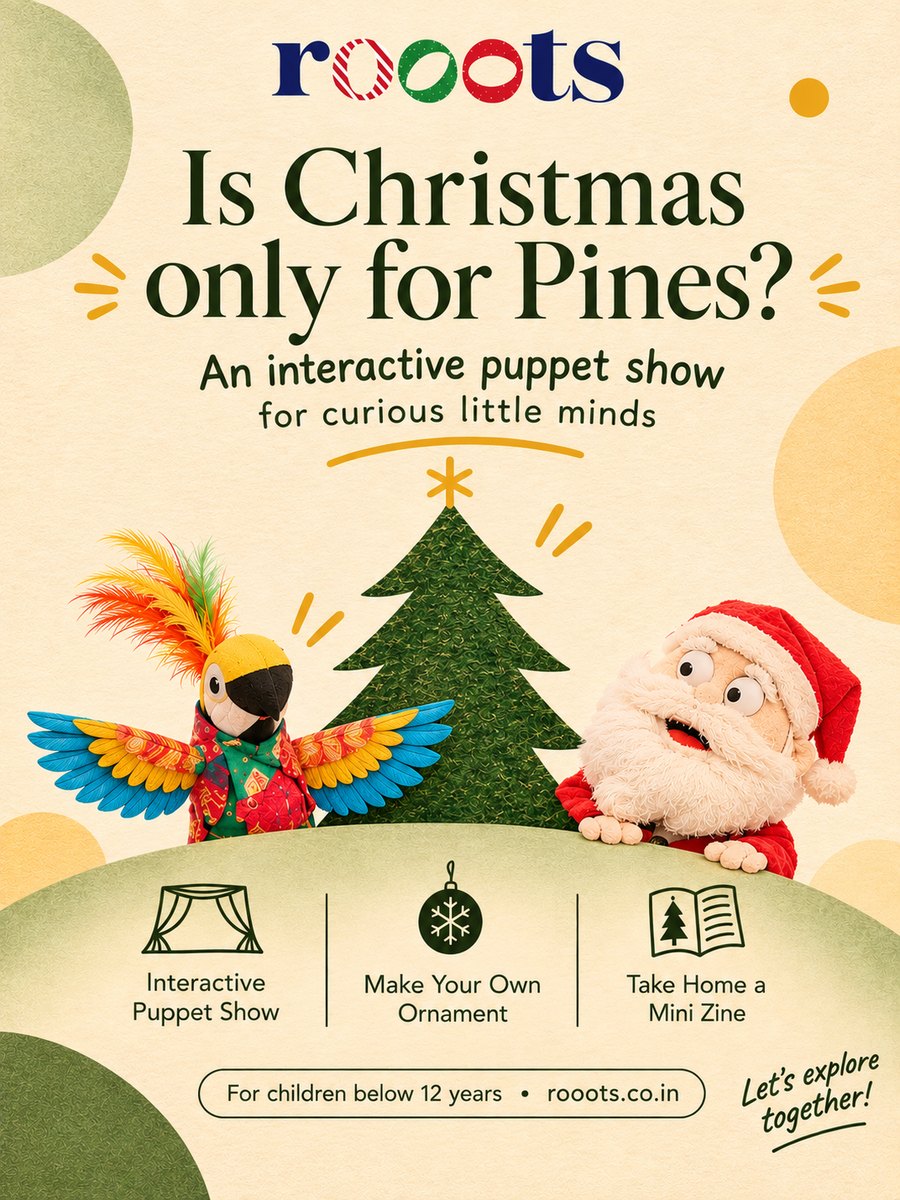 rooots
Is Christmas
only for Pines?
An interactive puppet show
for curious little minds
Interactive
Puppet Show
Make Your Own
Ornament
Take Home a
Mini Zine
For children below 12 years • rooots.co.in
Let's explore
together!